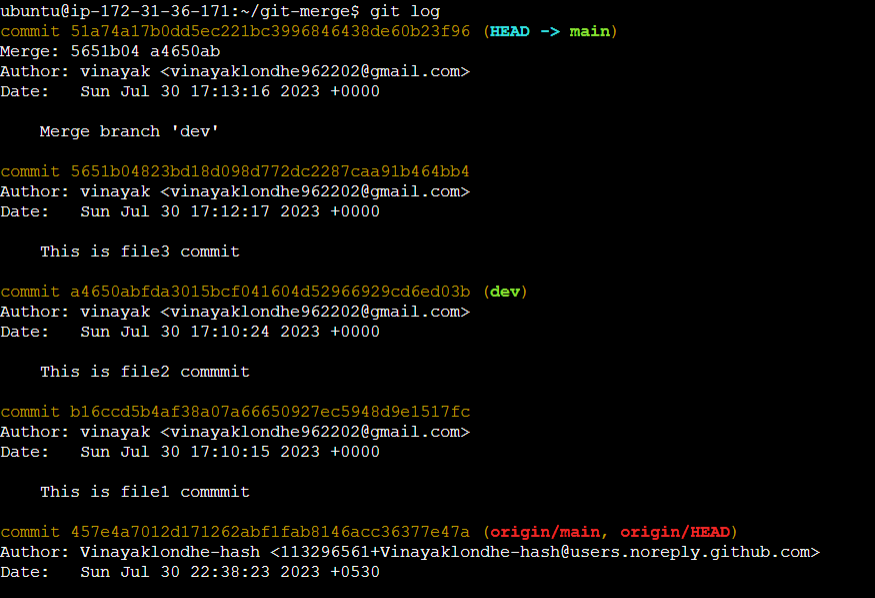 ubuntu@ip-172-31-36-171:~/git-merge$ git log
commit 51a74a17b0dd5ec221bc3996846438de60b23f96 (HEAD -> main)
Merge: 5651b04 a4650ab
Author: vinayak <vinayaklondhe962202@gmail.com>
Date:   Sun Jul 30 17:13:16 2023 +0000
    Merge branch 'dev'
commit 5651b04823bd18d098d772dc2287caa91b464bb4
Author: vinayak <vinayaklondhe962202@gmail.com>
Date:   Sun Jul 30 17:12:17 2023 +0000
    This is file3 commit
commit a4650abfda3015bcf041604d52966929cd6ed03b (dev)
Author: vinayak <vinayaklondhe962202@gmail.com>
Date:   Sun Jul 30 17:10:24 2023 +0000
    This is file2 commmit
commit b16ccd5b4af38a07a66650927ec5948d9e1517fc
Author: vinayak <vinayaklondhe962202@gmail.com>
Date:   Sun Jul 30 17:10:15 2023 +0000
    This is file1 commmit
commit 457e4a7012d171262abf1fab8146acc36377e47a (origin/main, origin/HEAD)
Author: Vinayaklondhe-hash <113296561+Vinayaklondhe-hash@users.noreply.github.com>
Date:   Sun Jul 30 22:38:23 2023 +0530